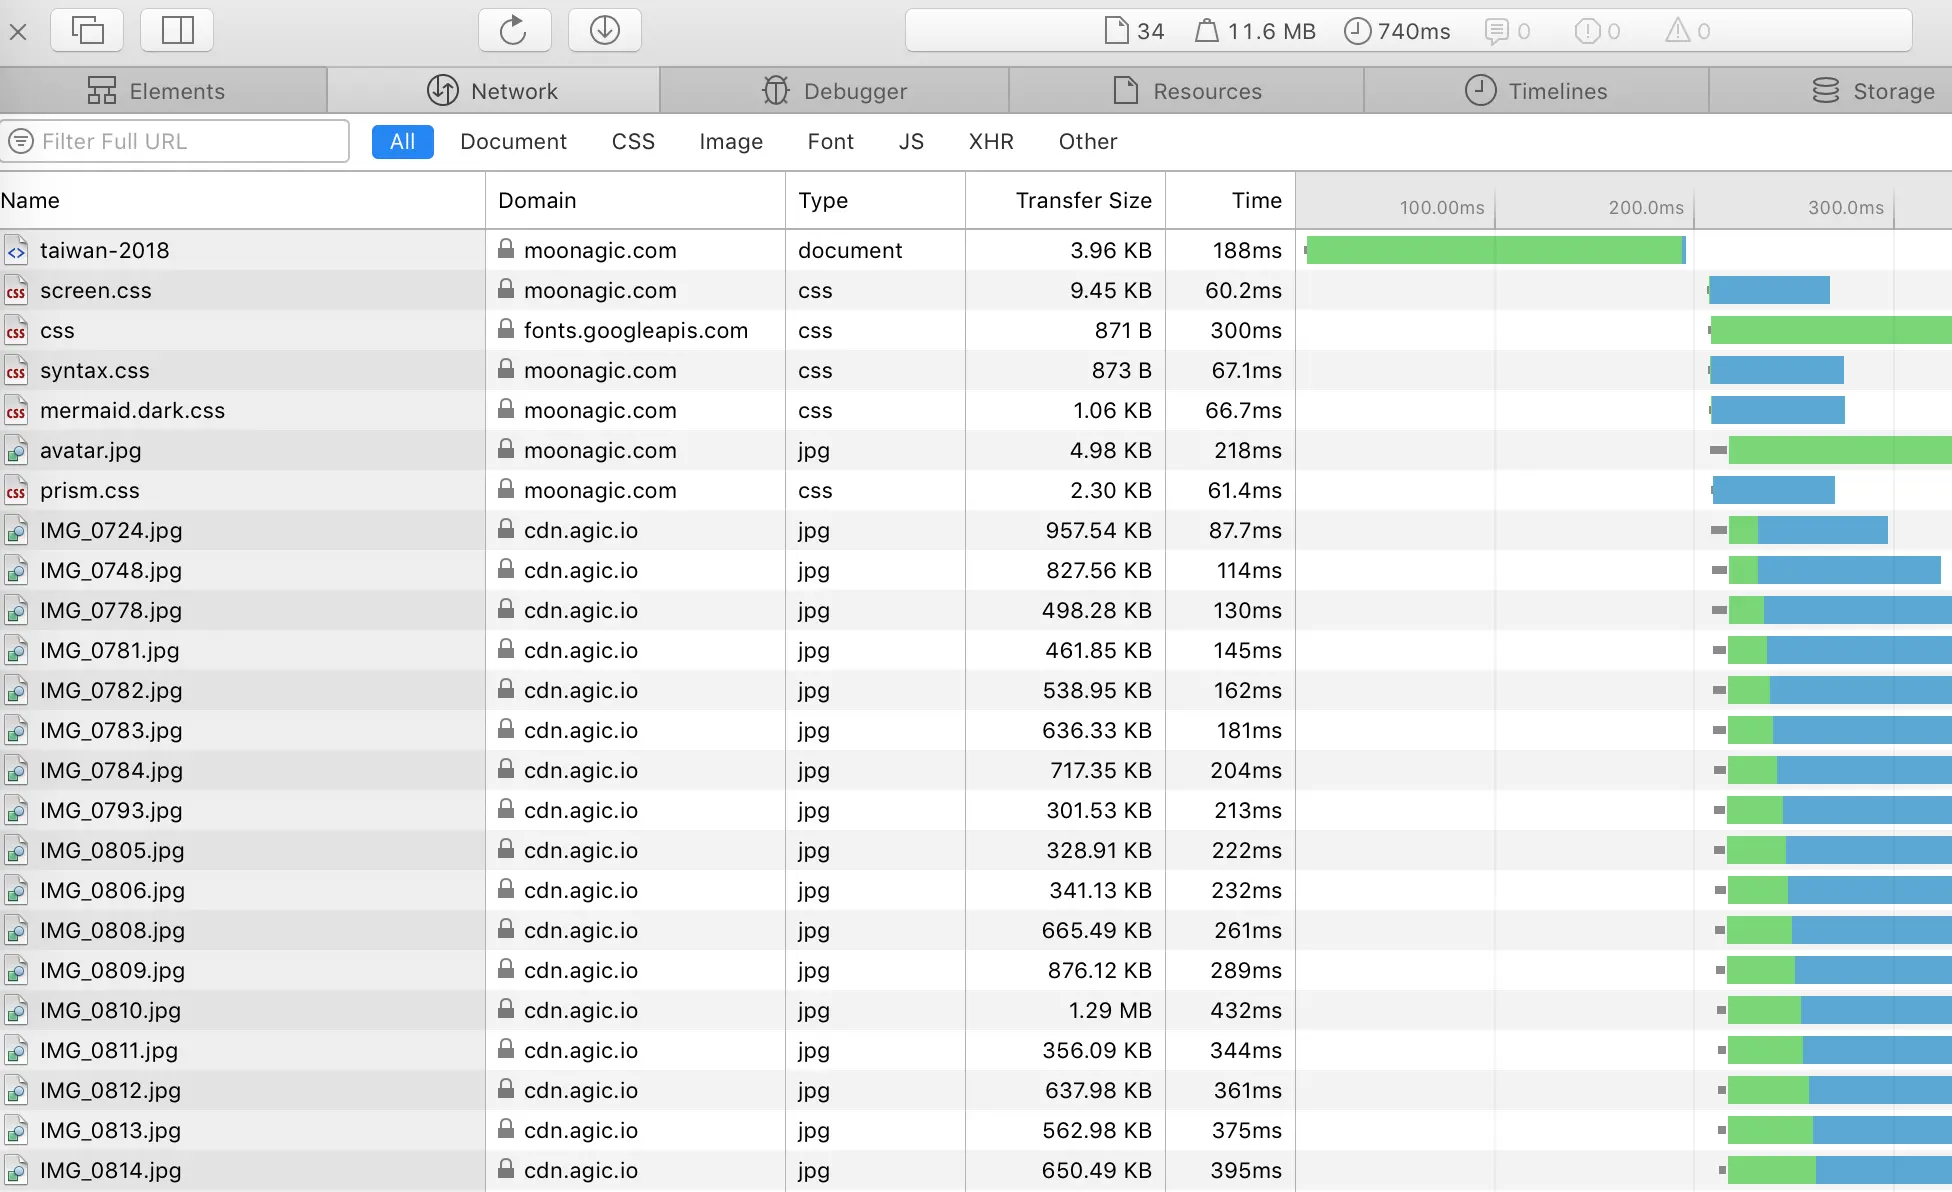 34 11.6 MB 740ms 0 0 0
Elements Network Debugger Resources Timelines Storage
Filter Full URL All Document CSS Image Font JS XHR Other
Name Domain Type Transfer Size Time 100.00ms 200.0ms 300.0ms
<> taiwan-2018 moonagic.com document 3.96 KB 188ms
css screen.css moonagic.com css 9.45 KB 60.2ms
css css fonts.googleapis.com css 871 B 300ms
css syntax.css moonagic.com css 873 B 67.1ms
css mermaid.dark.css moonagic.com css 1.06 KB 66.7ms
avatar.jpg moonagic.com jpg 4.98 KB 218ms
css prism.css moonagic.com css 2.30 KB 61.4ms
IMG_0724.jpg cdn.agic.io jpg 957.54 KB 87.7ms
IMG_0748.jpg cdn.agic.io jpg 827.56 KB 114ms
IMG_0778.jpg cdn.agic.io jpg 498.28 KB 130ms
IMG_0781.jpg cdn.agic.io jpg 461.85 KB 145ms
IMG_0782.jpg cdn.agic.io jpg 538.95 KB 162ms
IMG_0783.jpg cdn.agic.io jpg 636.33 KB 181ms
IMG_0784.jpg cdn.agic.io jpg 717.35 KB 204ms
IMG_0793.jpg cdn.agic.io jpg 301.53 KB 213ms
IMG_0805.jpg cdn.agic.io jpg 328.91 KB 222ms
IMG_0806.jpg cdn.agic.io jpg 341.13 KB 232ms
IMG_0808.jpg cdn.agic.io jpg 665.49 KB 261ms
IMG_0809.jpg cdn.agic.io jpg 876.12 KB 289ms
IMG_0810.jpg cdn.agic.io jpg 1.29 MB 432ms
IMG_0811.jpg cdn.agic.io jpg 356.09 KB 344ms
IMG_0812.jpg cdn.agic.io jpg 637.98 KB 361ms
IMG_0813.jpg cdn.agic.io jpg 562.98 KB 375ms
IMG_0814.jpg cdn.agic.io jpg 650.49 KB 395ms